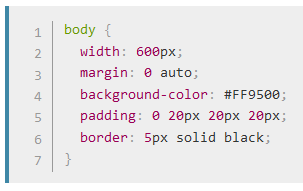 1 body {
2   width: 600px;
3   margin: 0 auto;
4   background-color: #FF9500;
5   padding: 0 20px 20px 20px;
6   border: 5px solid black;
7 }